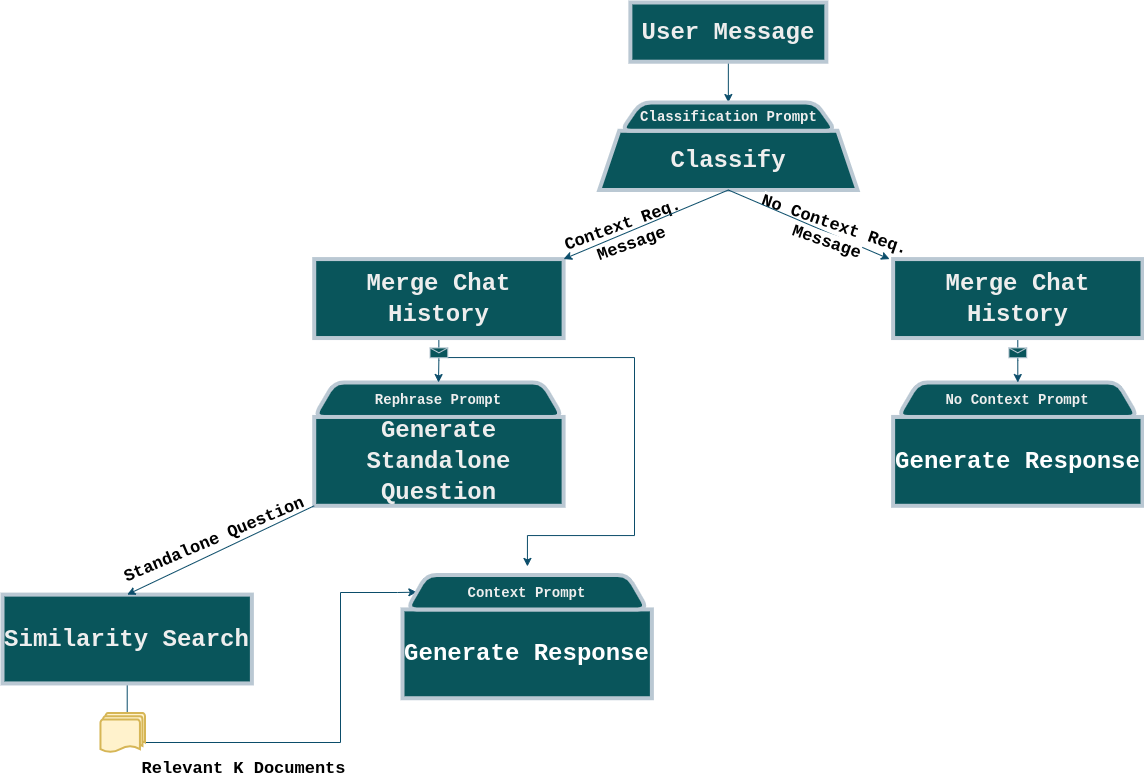 User Message
Classification Prompt
Classify
Context Req.
Message
No Context Req.
Message
Merge Chat
History
Merge Chat
History
Rephrase Prompt
Generate
Standalone
Question
No Context Prompt
Generate Response
Standalone Question
Similarity Search
Context Prompt
Generate Response
Relevant K Documents